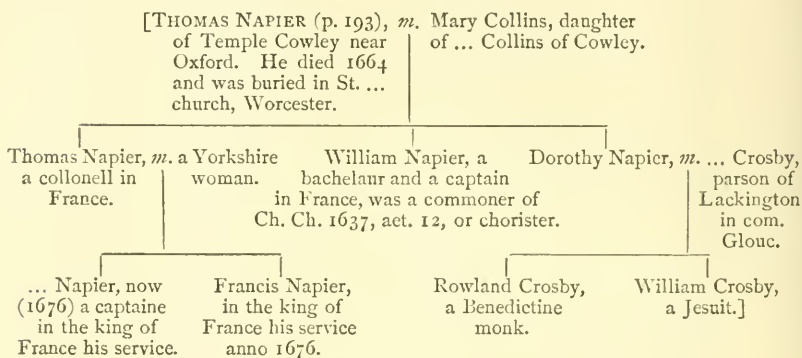 [THOMAS NAPIER (p. 193), m. Mary Collins, daughter
of Temple Cowley near of ... Collins of Cowley.
Oxford. He died 1664
and was buried in St. ...
church, Worcester.
Thomas Napier, m. a Yorkshire
a collonell in woman.
France.
William Napier, a
bachelaur and a captain
in France, was a commoner of
Ch. Ch. 1637, aet. 12, or chorister.
Dorothy Napier, m. ... Crosby,
parson of
Lackington
in com.
Glouc.
... Napier, now
(1676) a captaine
in the king of
France his service.
Francis Napier,
in the king of
France his service
anno 1676.
Rowland Crosby,
a Benedictine
monk.
William Crosby,
a Jesuit.]